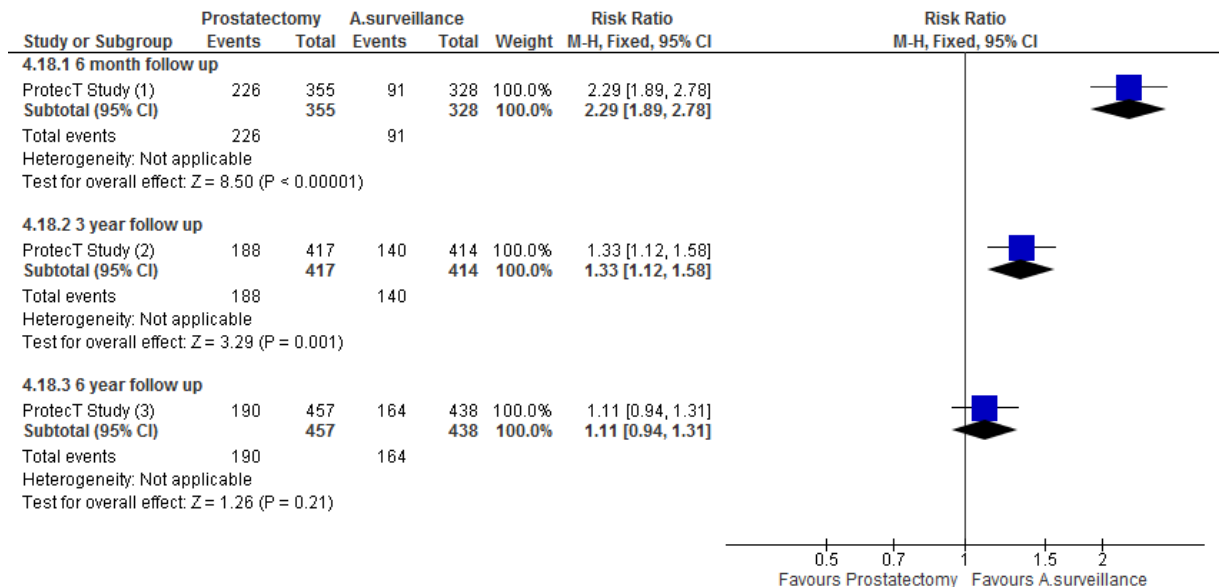 Prostatectomy A.surveillance Risk Ratio Risk Ratio
Study or Subgroup Events Total Events Total Weight M-H, Fixed, 95% CI M-H, Fixed, 95% CI
4.18.1 6 month follow up
ProtecT Study (1) 226 355 91 328 100.0% 2.29 [1.89, 2.78]
Subtotal (95% CI) 355 328 100.0% 2.29 [1.89, 2.78]
Total events 226 91
Heterogeneity: Not applicable
Test for overall effect: Z = 8.50 (P < 0.00001)
4.18.2 3 year follow up
ProtecT Study (2) 188 417 140 414 100.0% 1.33 [1.12, 1.58]
Subtotal (95% CI) 417 414 100.0% 1.33 [1.12, 1.58]
Total events 188 140
Heterogeneity: Not applicable
Test for overall effect: Z = 3.29 (P = 0.001)
4.18.3 6 year follow up
ProtecT Study (3) 190 457 164 438 100.0% 1.11 [0.94, 1.31]
Subtotal (95% CI) 457 438 100.0% 1.11 [0.94, 1.31]
Total events 190 164
Heterogeneity: Not applicable
Test for overall effect: Z = 1.26 (P = 0.21)
0.5 0.7 1 1.5 2
Favours Prostatectomy Favours A.surveillance